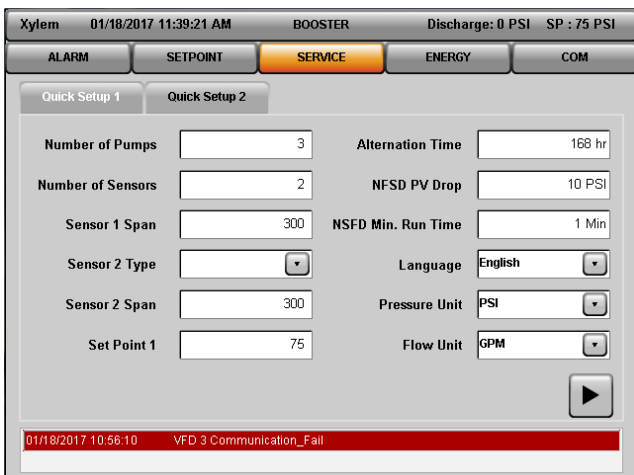 Xylem 01/18/2017 11:39:21 AM BOOSTER Discharge: 0 PSI SP : 75 PSI
ALARM SETPOINT SERVICE ENERGY COM
Quick Setup 1 Quick Setup 2
Number of Pumps 3 Alternation Time 168 hr
Number of Sensors 2 NFSD PV Drop 10 PSI
Sensor 1 Span 300 NSFD Min. Run Time 1 Min
Sensor 2 Type Language English
Sensor 2 Span 300 Pressure Unit PSI
Set Point 1 75 Flow Unit GPM
01/18/2017 10:56:10 VFD 3 Communication_Fail